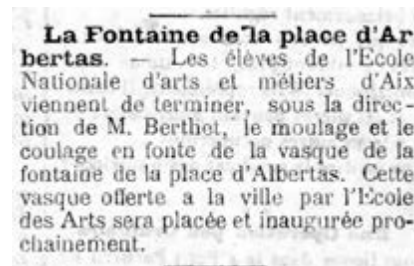 La Fontaine de la place d'Ar
bertas. — Les élèves de l'Ecole
Nationale d'arts et métiers d'Aix
viennent de terminer, sous la direc-
tion de M. Berthet, le moulage et le
coulage en fonte de la vasque de la
fontaine de la place d'Albertas. Cette
vasque offerte a la ville par l'Ecole
des Arts sera placée et inaugurée pro-
chainement.